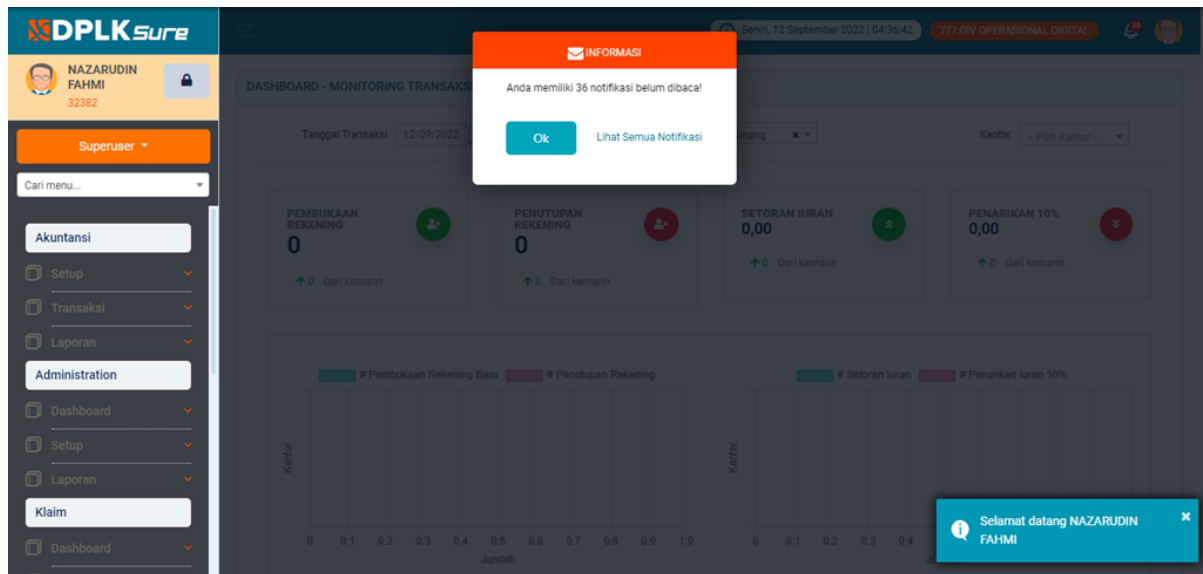 DPLKsure
NAZARUDIN
FAHMI
32382
Superuser
Cari menu...
Akuntansi
Setup
Transaksi
Laporan
Administration
Dashboard
Setup
Laporan
Klaim
Dashboard
Senin, 12 September 2022 | 04:36:42
777:DIV OPERASIONAL DIGITAL
36
INFORMASI
Anda memiliki 36 notifikasi belum dibaca!
Ok
Lihat Semua Notifikasi
DASHBOARD - MONITORING TRANSAKS
Tanggal Transaksi
12/09/2022
abang
×
Kantor
-- Pilih Kantor --
PEMBUKAAN
REKENING
0
0 Dari kemarin
PENUTUPAN
REKENING
0
0 Dari kemarin
SETORAN IURAN
0,00
0 Dari kemarin
PENARIKAN 10%
0,00
0 Dari kemarin
# Pembukaan Rekening Baru
# Penutupan Rekening
Kantor
0 0.1 0.2 0.3 0.4 0.5 0.6 0.7 0.8 0.9 1.0
Jumlah
# Setoran Iuran
# Penarikan Iuran 10%
Kantor
0 0.1 0.2 0.3 0.4
Selamat datang NAZARUDIN
FAHMI
×